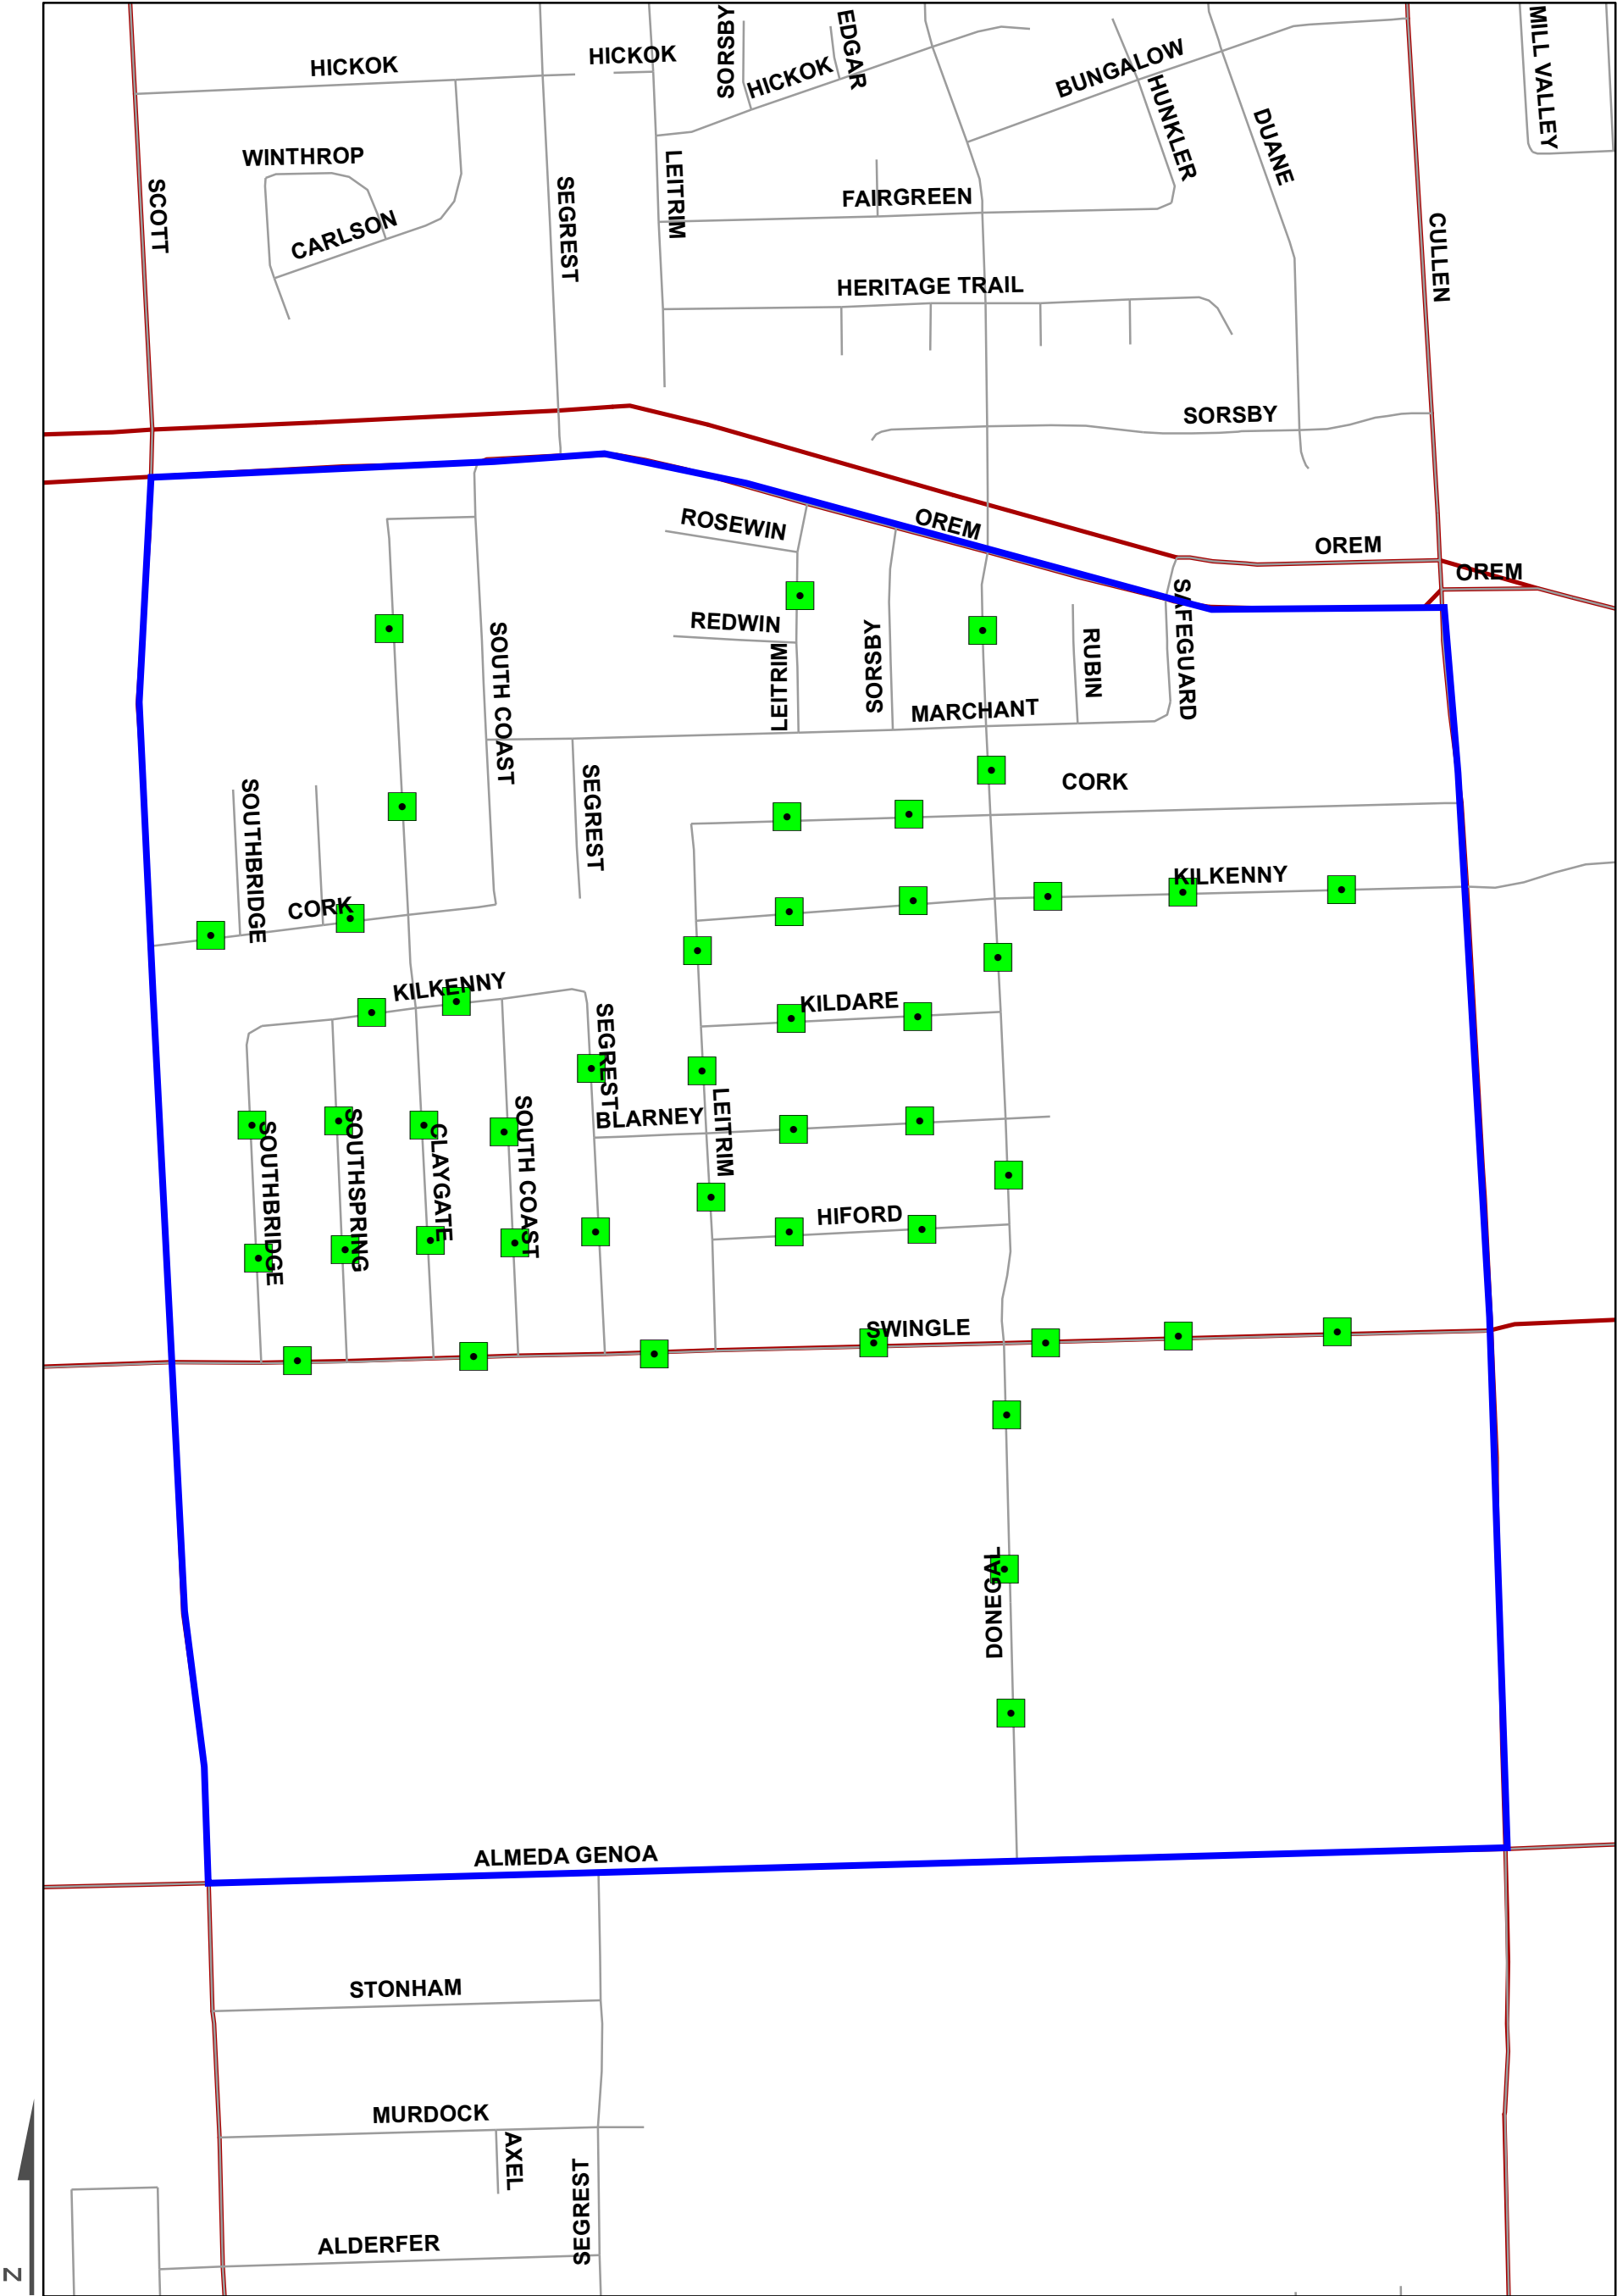 HICKOK
HICKOK
SORSBY
HICKOK
EDGAR
BUNGALOW
HUNKLER
DUANE
MILL VALLEY
WINTHROP
CARLSON
SCOTT
SEGREST
LEITRIM
FAIRGREEN
CULLEN
HERITAGE TRAIL
SORSBY
ROSEWIN
OREM
OREM
OREM
REDWIN
LEITRIM
SORSBY
RUBIN
SAFEGUARD
SOUTH COAST
MARCHANT
SEGREST
CORK
SOUTHBRIDGE
CORK
KILKENNY
KILKENNY
KILDARE
SEGREST
BLARNEY
LEITRIM
SOUTHBRIDGE
SOUTHSPRING
CLAYGATE
SOUTH COAST
HIFORD
SWINGLE
DONEGAL
ALMEDA GENOA
STONHAM
MURDOCK
AXEL
SEGREST
ALDERFER
N